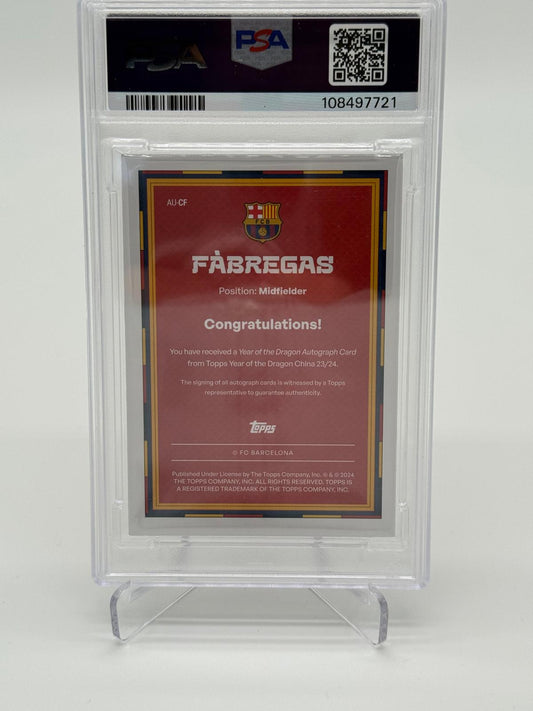 PSA
PSA
108497721
AU-CF
FCB
FÀBREGAS
Position: Midfielder
Congratulations!
You have received a Year of the Dragon Autograph Card
from Topps Year of the Dragon China 23/24.
The signing of all autograph cards is witnessed by a Topps
representative to guarantee authenticity.
Topps
© FC BARCELONA
Published Under License by The Topps Company, Inc. ® & © 2024
THE TOPPS COMPANY, INC. ALL RIGHTS RESERVED. TOPPS IS
A REGISTERED TRADEMARK OF THE TOPPS COMPANY, INC.